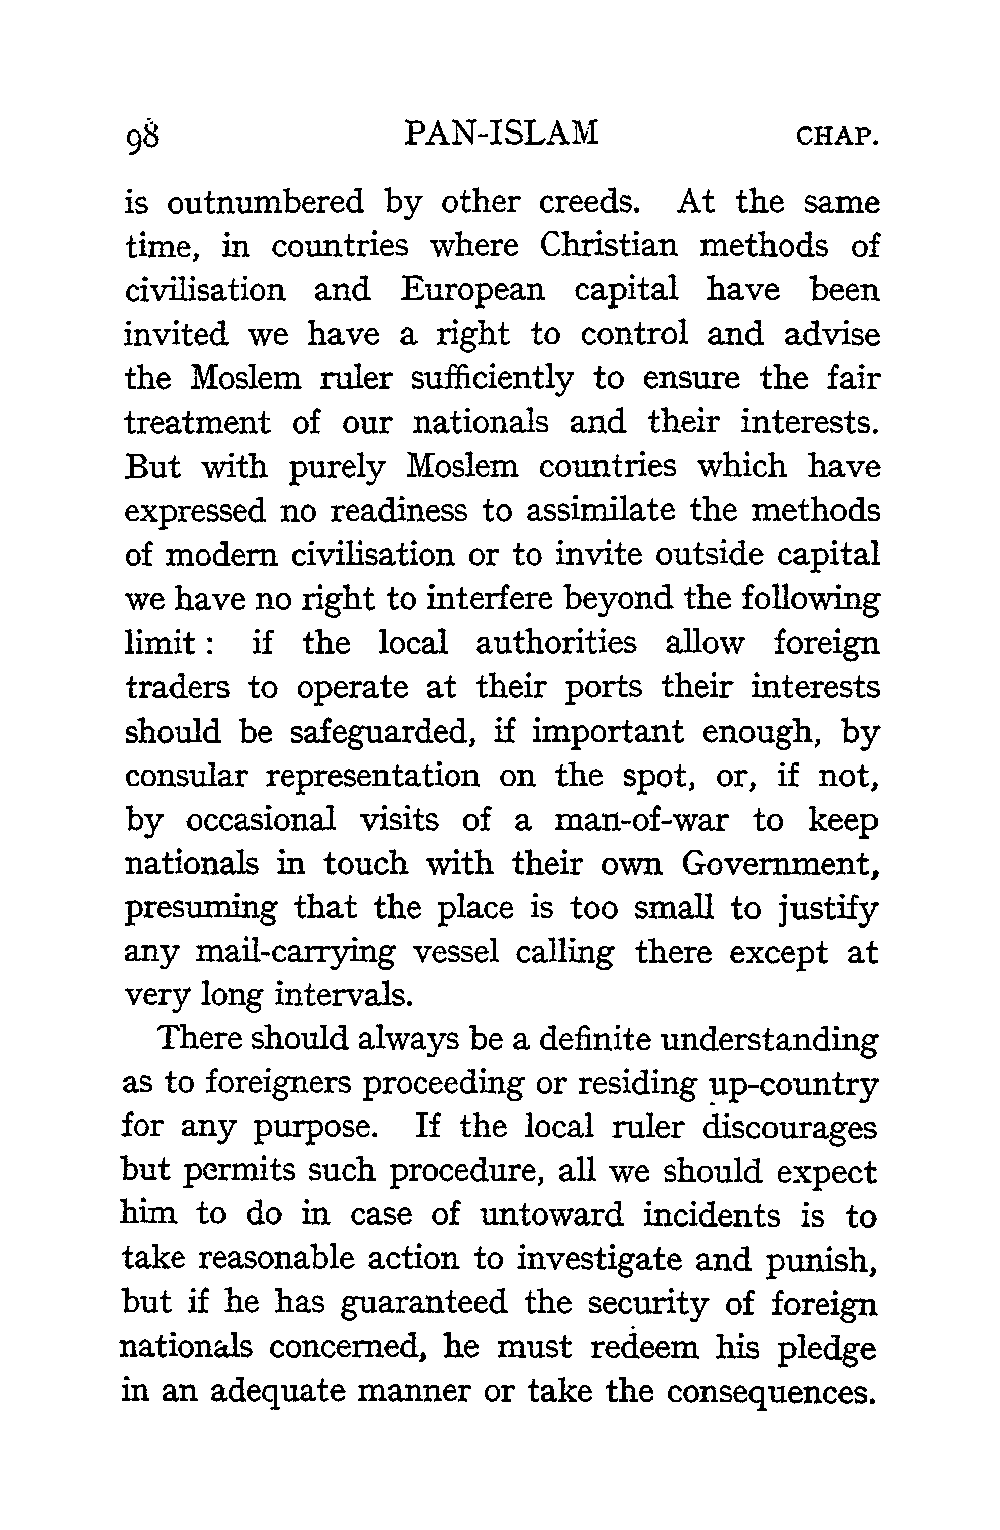 98 PAN-ISLAM CHAP.
is outnumbered by other creeds. At the same
time, in countries where Christian methods of
civilisation and European capital have been
invited we have a right to control and advise
the Moslem ruler sufficiently to ensure the fair
treatment of our nationals and their interests.
But with purely Moslem countries which have
expressed no readiness to assimilate the methods
of modern civilisation or to invite outside capital
we have no right to interfere beyond the following
limit : if the local authorities allow foreign
traders to operate at their ports their interests
should be safeguarded, if important enough, by
consular representation on the spot, or, if not,
by occasional visits of a man-of-war to keep
nationals in touch with their own Government,
presuming that the place is too small to justify
any mail-carrying vessel calling there except at
very long intervals.
There should always be a definite understanding
as to foreigners proceeding or residing up-country
for any purpose. If the local ruler discourages
but permits such procedure, all we should expect
him to do in case of untoward incidents is to
take reasonable action to investigate and punish,
but if he has guaranteed the security of foreign
nationals concerned, he must redeem his pledge
in an adequate manner or take the consequences.